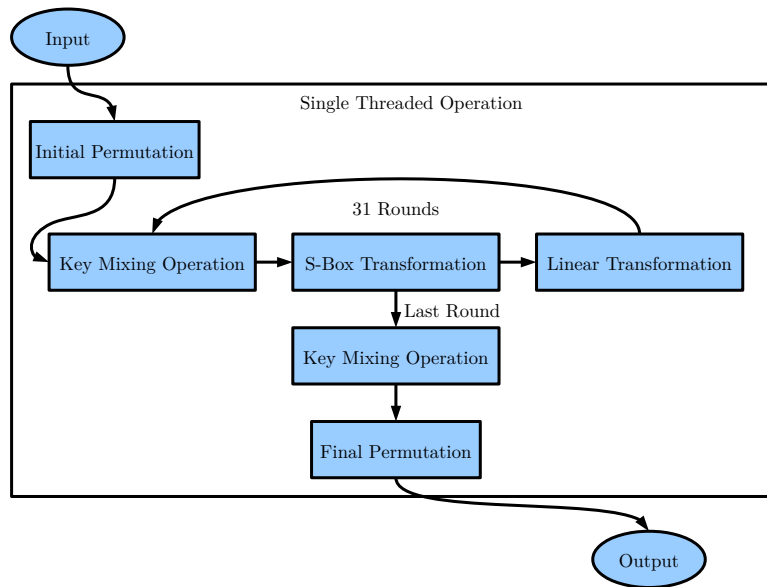 Input
Single Threaded Operation
Initial Permutation
31 Rounds
Key Mixing Operation
S-Box Transformation
Linear Transformation
Last Round
Key Mixing Operation
Final Permutation
Output